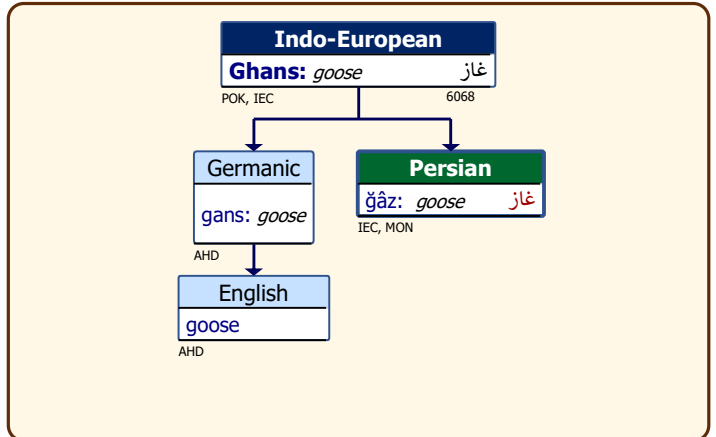 Indo-European
Ghans: goose غاز
POK, IEC 6068
Germanic Persian
gans: goose ğâz: goose غاز
AHD IEC, MON
English
goose
AHD